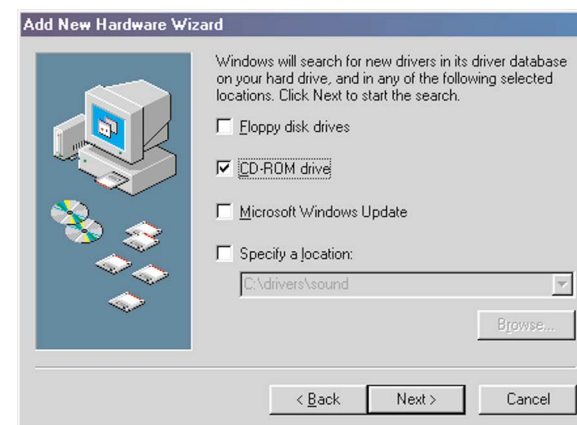 Add New Hardware Wizard
Windows will search for new drivers in its driver database
on your hard drive, and in any of the following selected
locations. Click Next to start the search.
Floppy disk drives
CD-ROM drive
Microsoft Windows Update
Specify a location:
C:\drivers\sound
Browse...
< Back
Next >
Cancel